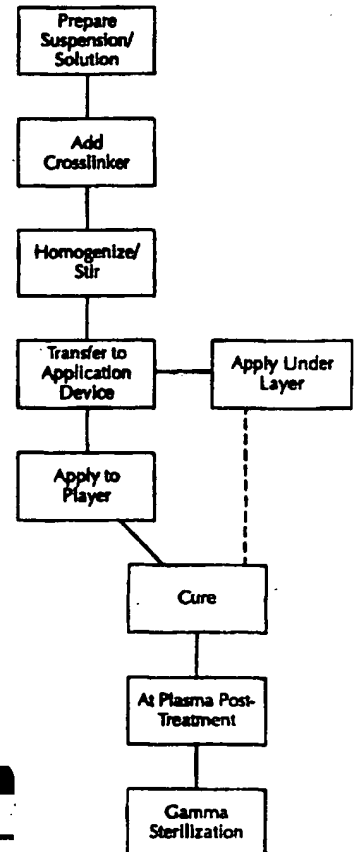 Prepare
Suspension/
Solution
Add
Crosslinker
Homogenize/
Stir
Transfer to
Application
Device
Apply Under
Layer
Apply to
Player
Cure
At Plasma Post-
Treatment
Gamma
Sterilization